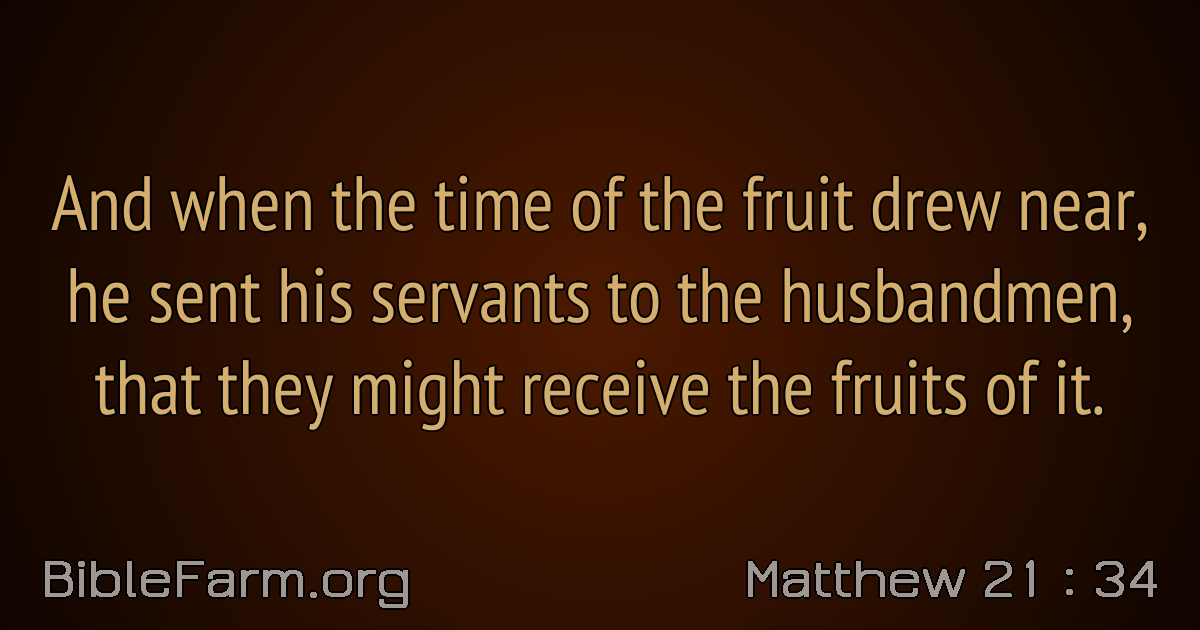 And when the time of the fruit drew near,
he sent his servants to the husbandmen,
that they might receive the fruits of it.
BibleFarm.org
Matthew 21 : 34